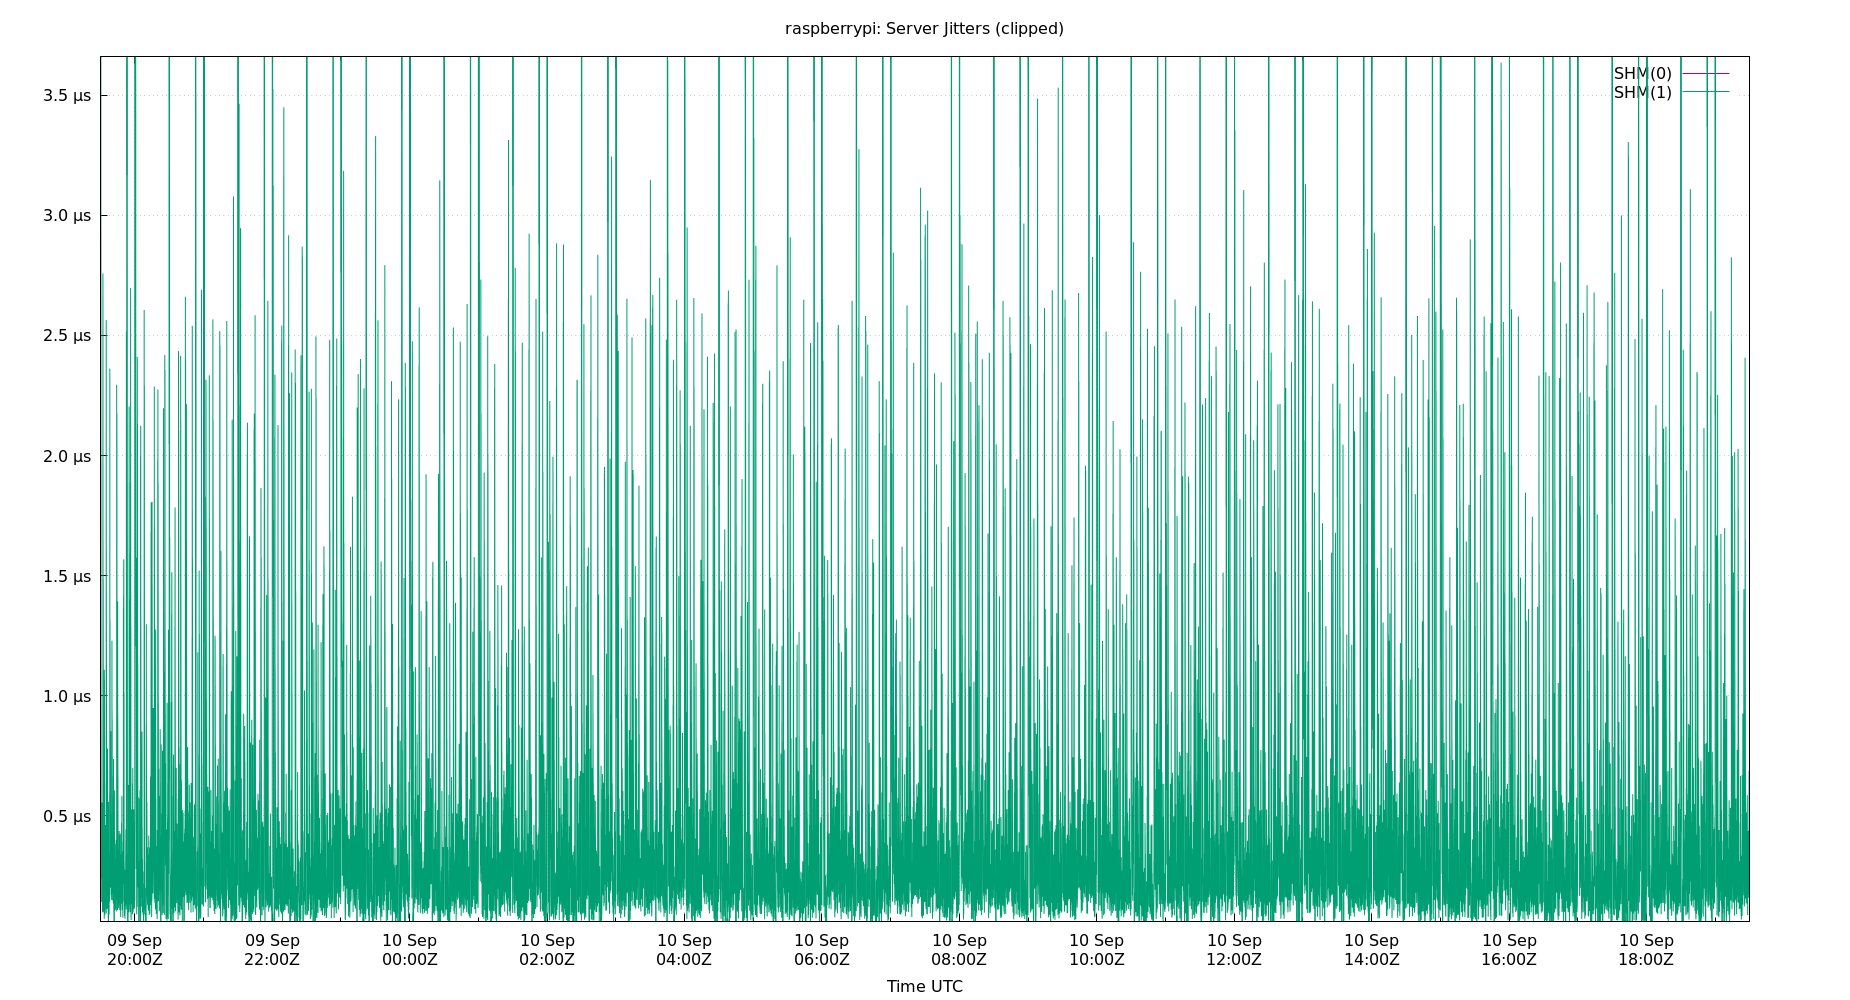 raspberrypi: Server Jitters (clipped)
SHM(0)
SHM(1)
3.5 µs
3.0 µs
2.5 µs
2.0 µs
1.5 µs
1.0 µs
0.5 µs
09 Sep 09 Sep 10 Sep 10 Sep 10 Sep 10 Sep 10 Sep 10 Sep 10 Sep 10 Sep 10 Sep 10 Sep
20:00Z 22:00Z 00:00Z 02:00Z 04:00Z 06:00Z 08:00Z 10:00Z 12:00Z 14:00Z 16:00Z 18:00Z
Time UTC